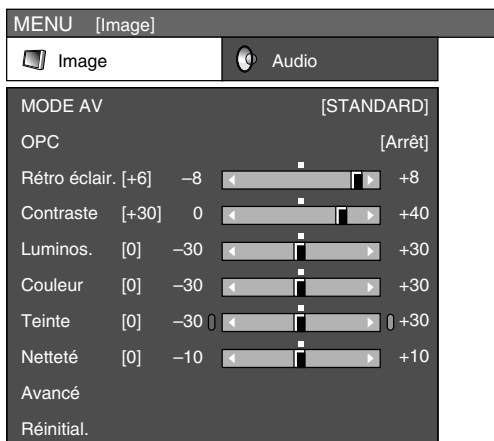 MENU [Image]
Image Audio
MODE AV [STANDARD]
OPC [Arrêt]
Rétro éclair. [+6] –8 +8
Contraste [+30] 0 +40
Luminos. [0] –30 +30
Couleur [0] –30 +30
Teinte [0] –30 +30
Netteté [0] –10 +10
Avancé
Réinitial.